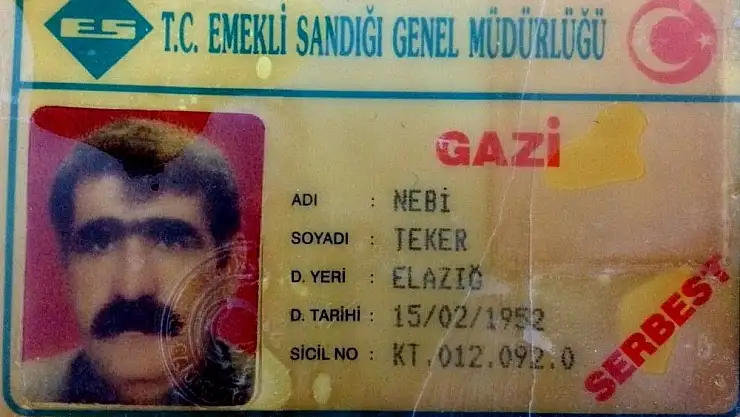 ES T.C. EMEKLİ SANDIĞI GENEL MÜDÜRLÜĞÜ
GAZİ
ADI : NEBİ
SOYADI : TEKER
D. YERİ : ELAZIĞ
D. TARİHİ : 15/02/1952
SİCİL NO : KT.012.092.0
SERBEST